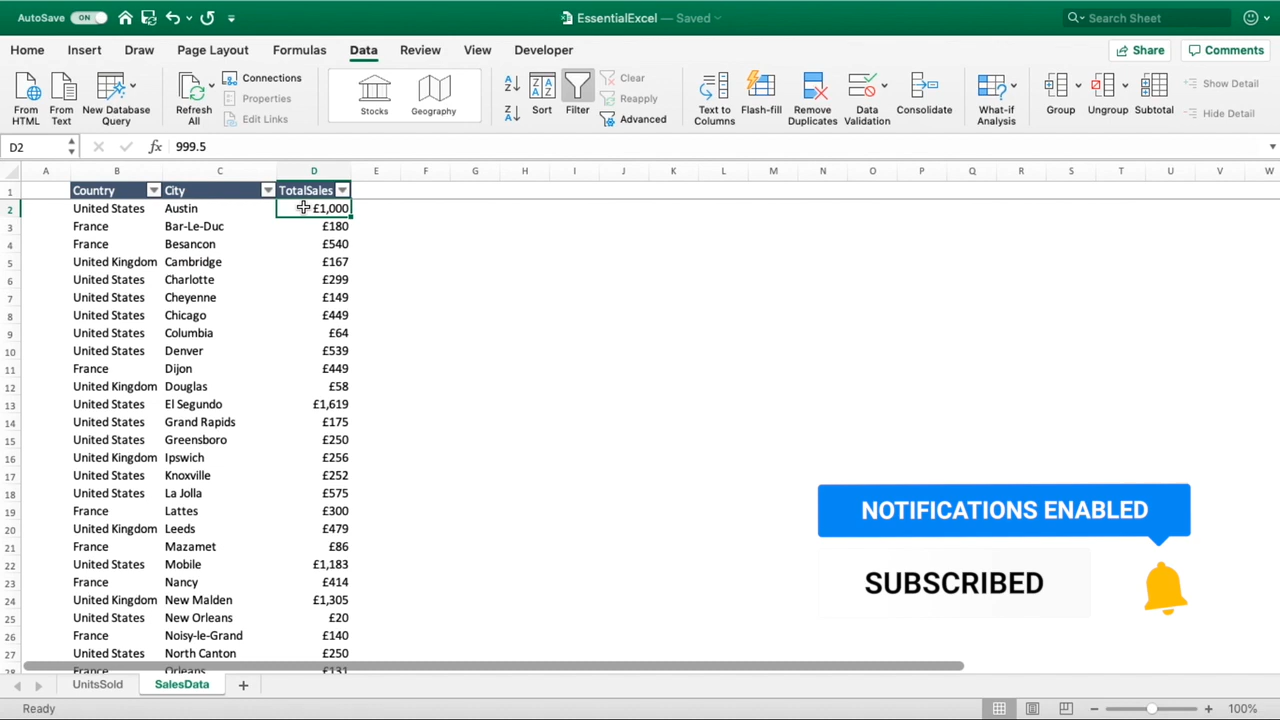 AutoSave ON EssentialExcel — Saved Search Sheet
Home Insert Draw Page Layout Formulas Data Review View Developer Share Comments
From HTML From Text New Database Query Refresh All Connections Properties Edit Links Stocks Geography Sort Filter Clear Reapply Advanced Text to Columns Flash-fill Remove Duplicates Data Validation Consolidate What-if Analysis Group Ungroup Subtotal Show Detail Hide Detail
D2 fx 999.5
A B C D E F G H I J K L M N O P Q R S T U V W
1 Country City TotalSales
2 United States Austin £1,000
3 France Bar-Le-Duc £180
4 France Besancon £540
5 United Kingdom Cambridge £167
6 United States Charlotte £299
7 United States Cheyenne £149
8 United States Chicago £449
9 United States Columbia £64
10 United States Denver £539
11 France Dijon £449
12 United Kingdom Douglas £58
13 United States El Segundo £1,619
14 United States Grand Rapids £175
15 United States Greensboro £250
16 United Kingdom Ipswich £256
17 United States Knoxville £252
18 United States La Jolla £575
19 France Lattes £300
20 United Kingdom Leeds £479
21 France Mazamet £86
22 United States Mobile £1,183
23 France Nancy £414
24 United Kingdom New Malden £1,305
25 United States New Orleans £20
26 France Noisy-le-Grand £140
27 United States North Canton £250
28 France Orleans £131
NOTIFICATIONS ENABLED
SUBSCRIBED
UnitsSold SalesData +
Ready 100%